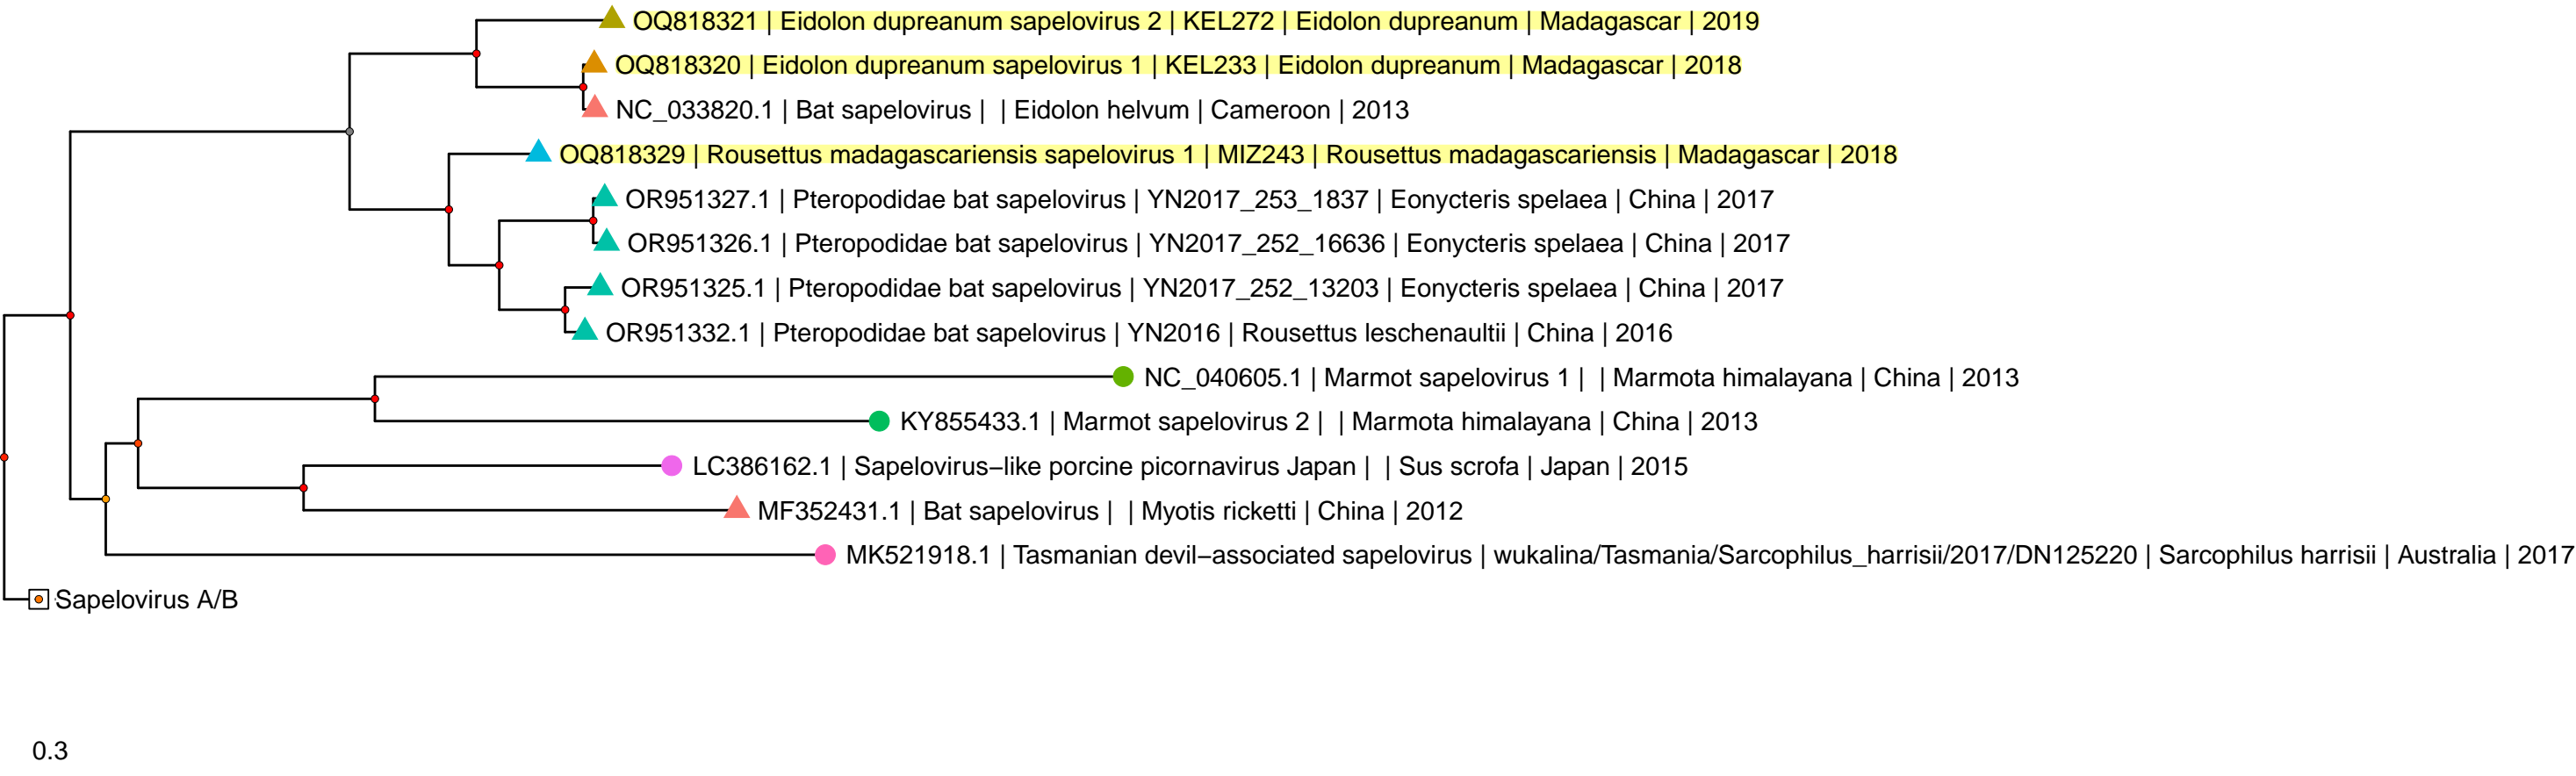 OQ818321 | Eidolon dupreanum sapelovirus 2 | KEL272 | Eidolon dupreanum | Madagascar | 2019
OQ818320 | Eidolon dupreanum sapelovirus 1 | KEL233 | Eidolon dupreanum | Madagascar | 2018
NC_033820.1 | Bat sapelovirus |  | Eidolon helvum | Cameroon | 2013
OQ818329 | Rousettus madagascariensis sapelovirus 1 | MIZ243 | Rousettus madagascariensis | Madagascar | 2018
OR951327.1 | Pteropodidae bat sapelovirus | YN2017_253_1837 | Eonycteris spelaea | China | 2017
OR951326.1 | Pteropodidae bat sapelovirus | YN2017_252_16636 | Eonycteris spelaea | China | 2017
OR951325.1 | Pteropodidae bat sapelovirus | YN2017_252_13203 | Eonycteris spelaea | China | 2017
OR951332.1 | Pteropodidae bat sapelovirus | YN2016 | Rousettus leschenaultii | China | 2016
NC_040605.1 | Marmot sapelovirus 1 |  | Marmota himalayana | China | 2013
KY855433.1 | Marmot sapelovirus 2 |  | Marmota himalayana | China | 2013
LC386162.1 | Sapelovirus−like porcine picornavirus Japan |  | Sus scrofa | Japan | 2015
MF352431.1 | Bat sapelovirus |  | Myotis ricketti | China | 2012
MK521918.1 | Tasmanian devil−associated sapelovirus | wukalina/Tasmania/Sarcophilus_harrisii/2017/DN125220 | Sarcophilus harrisii | Australia | 2017
Sapelovirus A/B
0.3